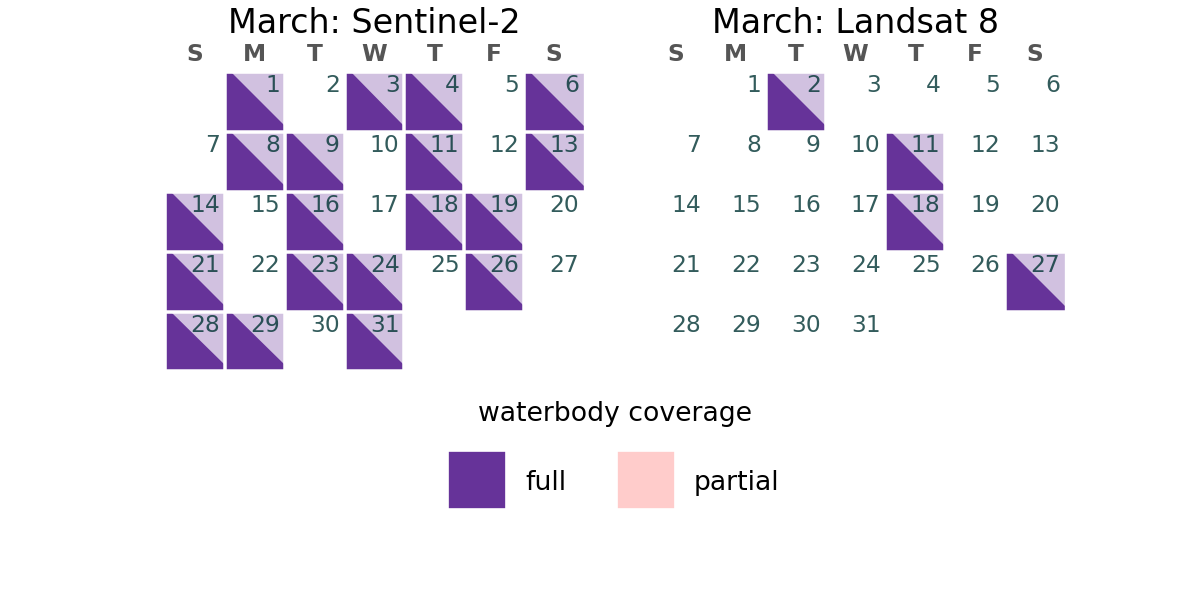 March: Sentinel-2
S M T W T F S
1 2 3 4 5 6
7 8 9 10 11 12 13
14 15 16 17 18 19 20
21 22 23 24 25 26 27
28 29 30 31
March: Landsat 8
S M T W T F S
1 2 3 4 5 6
7 8 9 10 11 12 13
14 15 16 17 18 19 20
21 22 23 24 25 26 27
28 29 30 31
waterbody coverage
full partial